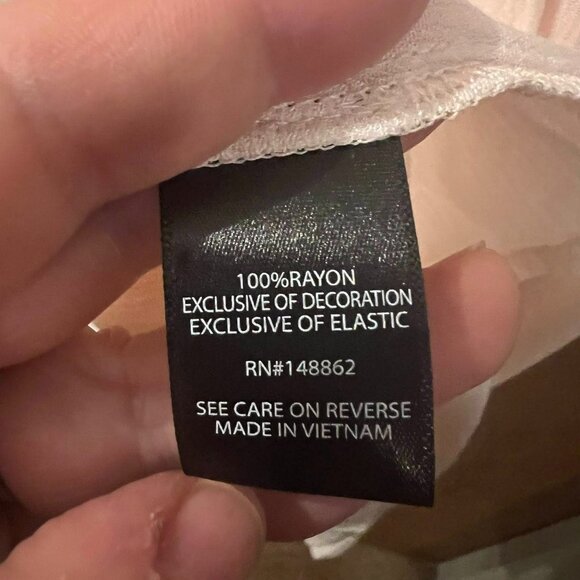 100%RAYON
EXCLUSIVE OF DECORATION
EXCLUSIVE OF ELASTIC
RN#148862
SEE CARE ON REVERSE
MADE IN VIETNAM